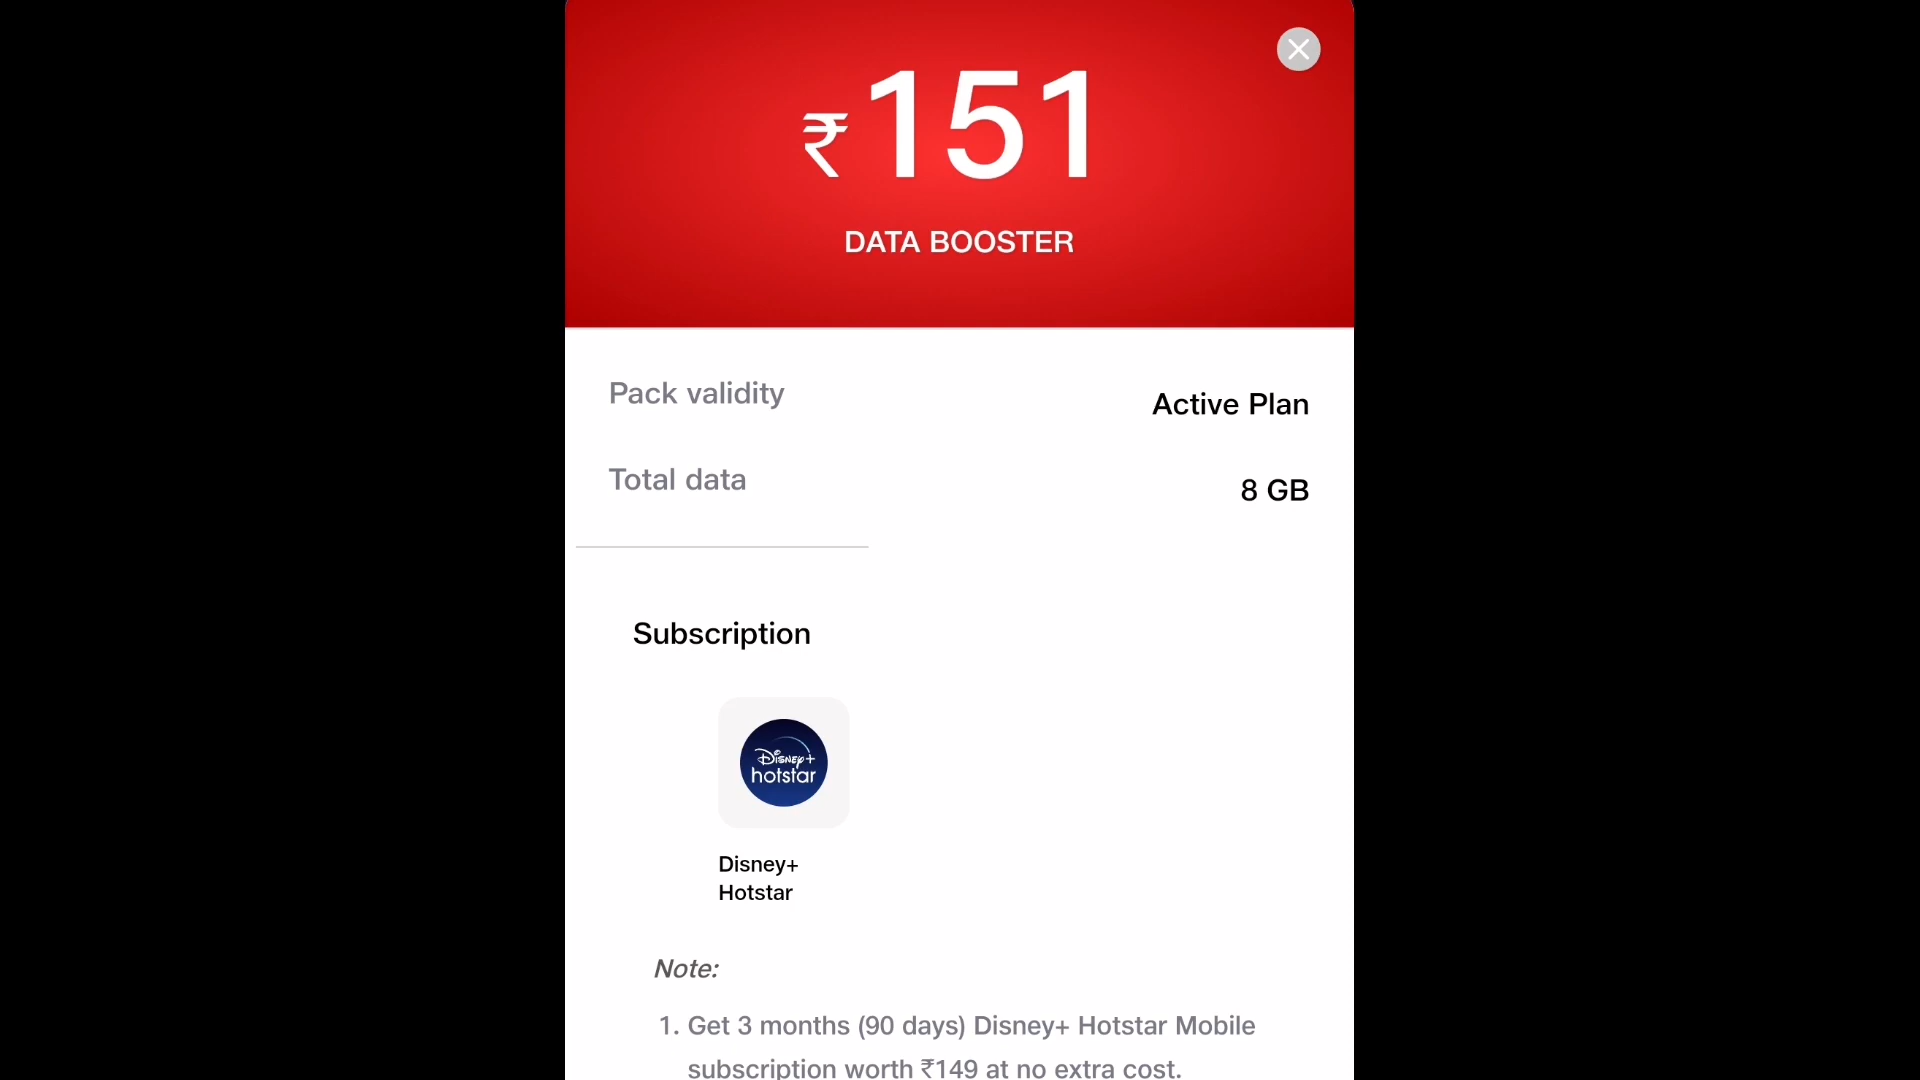 ₹151
DATA BOOSTER
Pack validity
Active Plan
Total data
8 GB
Subscription
Disney+
hotstar
Disney+
Hotstar
Note:
1. Get 3 months (90 days) Disney+ Hotstar Mobile
subscription worth ₹149 at no extra cost.